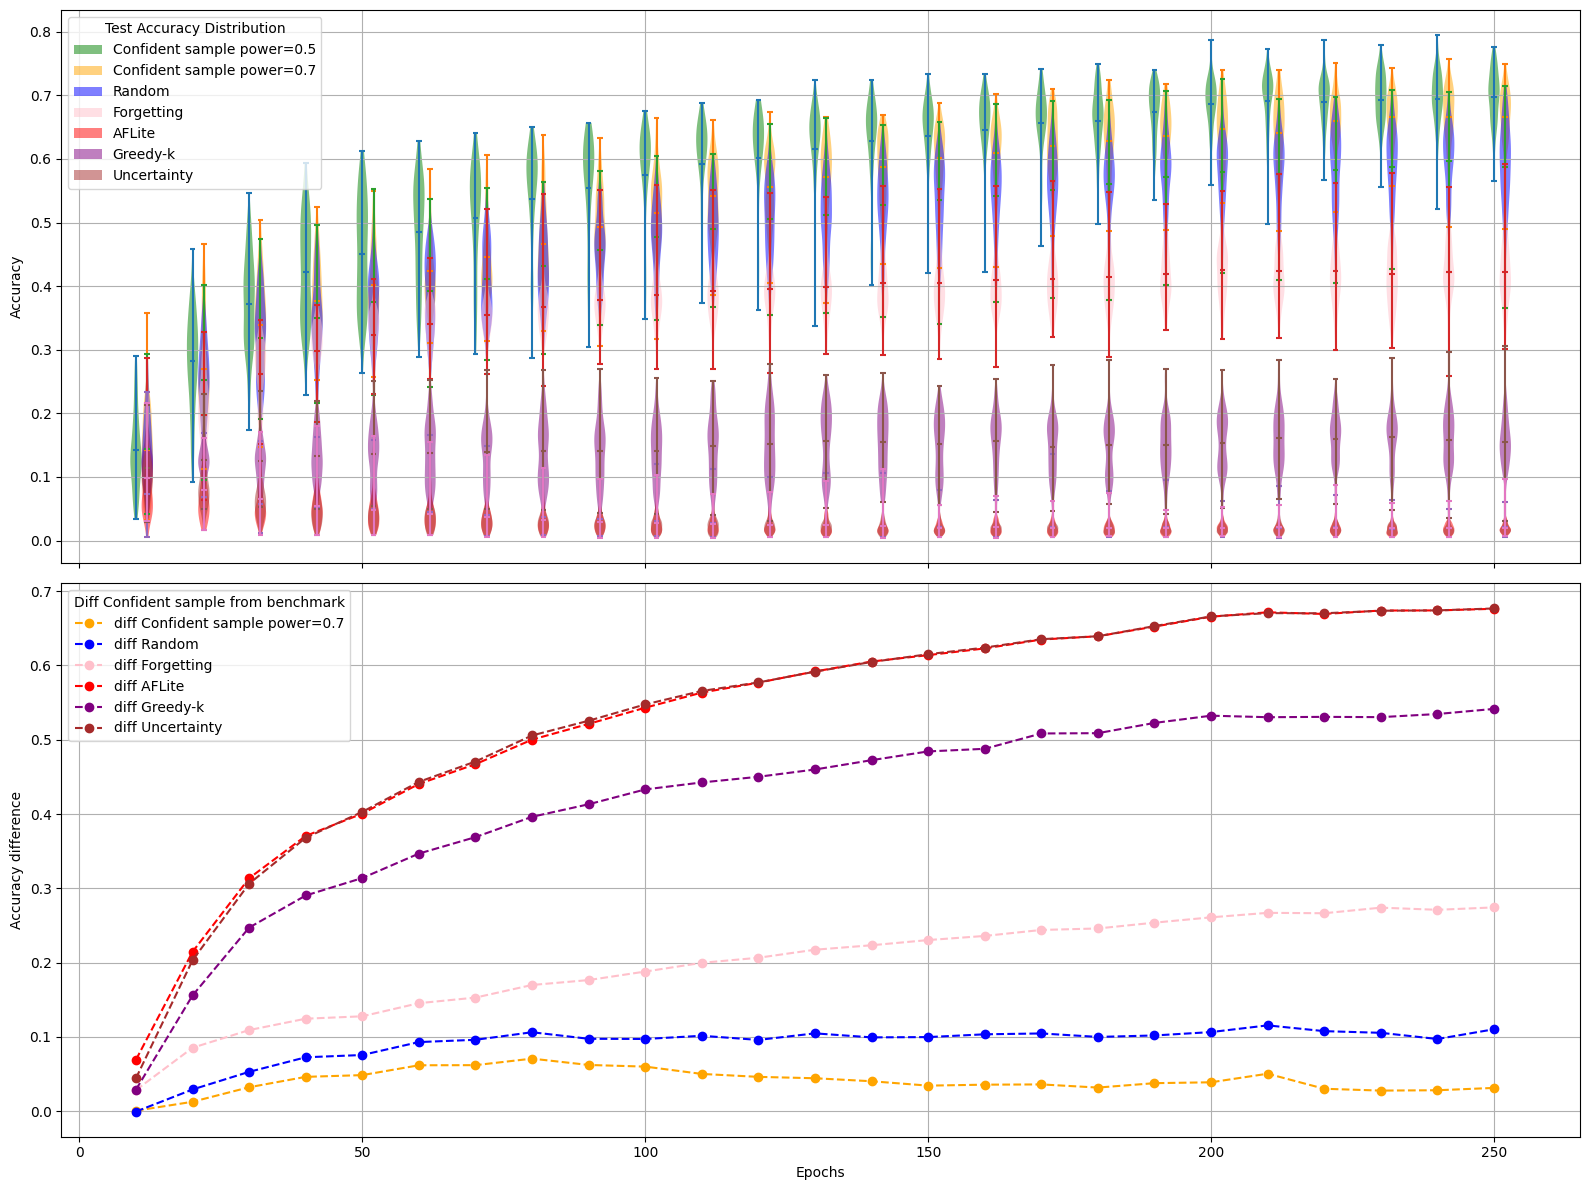 0.8
0.7
0.6
0.5
0.4
0.3
0.2
0.1
0.0
Accuracy
Test Accuracy Distribution
Confident sample power=0.5
Confident sample power=0.7
Random
Forgetting
AFLite
Greedy-k
Uncertainty
0.7
0.6
0.5
0.4
0.3
0.2
0.1
0.0
Accuracy difference
Diff Confident sample from benchmark
diff Confident sample power=0.7
diff Random
diff Forgetting
diff AFLite
diff Greedy-k
diff Uncertainty
0
50
100
150
200
250
Epochs